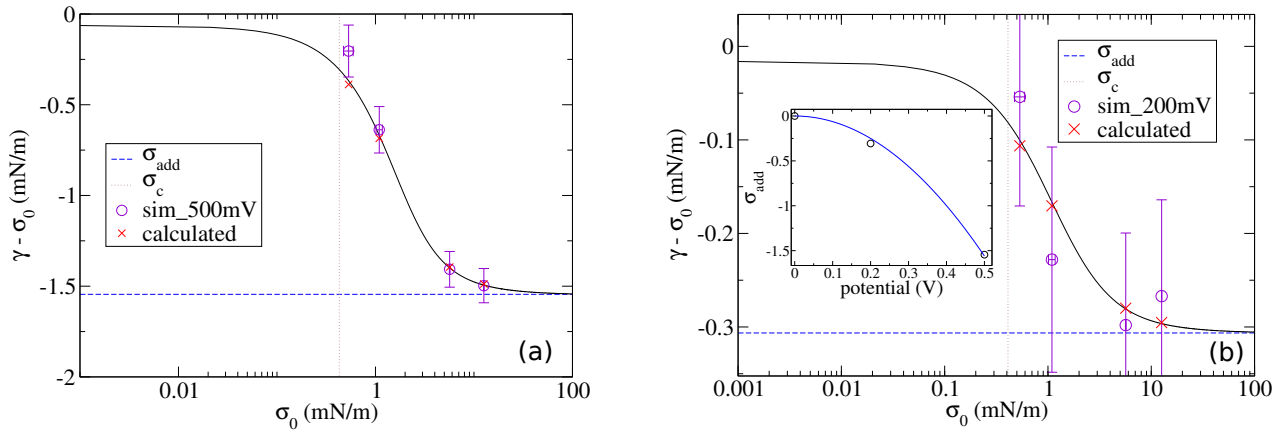 0
-0.5
-1
-1.5
-2
0.01
1
100
σ₀ (mN/m)
γ - σ₀ (mN/m)
σadd
σc
sim_500mV
calculated
(a)
0
-0.1
-0.2
-0.3
0.001
0.01
0.1
1
10
100
σ₀ (mN/m)
γ - σ₀ (mN/m)
σadd
σc
sim_200mV
calculated
0
-0.5
-1
-1.5
0
0.1
0.2
0.3
0.4
0.5
potential (V)
σadd
(b)